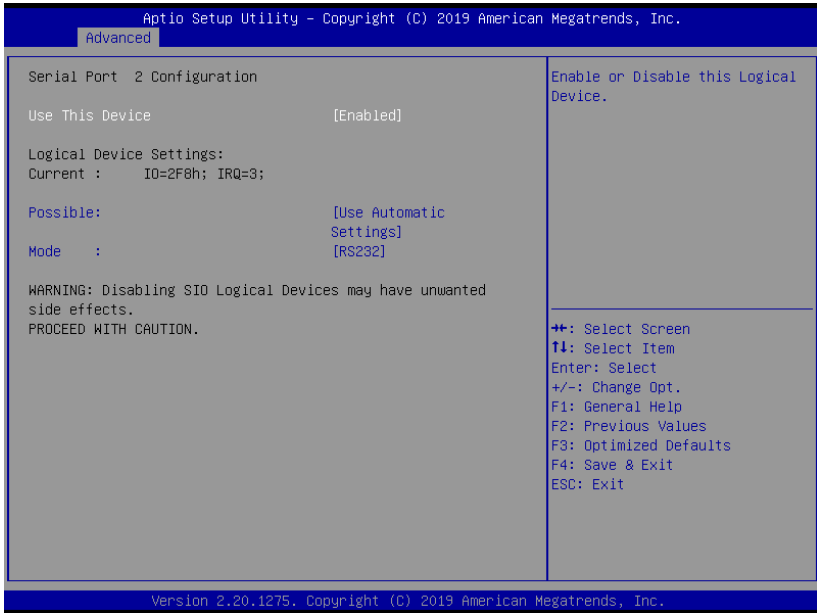 Aptio Setup Utility – Copyright (C) 2019 American Megatrends, Inc.
Advanced
Serial Port 2 Configuration
Use This Device [Enabled]
Logical Device Settings:
Current : IO=2F8h; IRQ=3;
Possible: [Use Automatic
Settings]
Mode : [RS232]
WARNING: Disabling SIO Logical Devices may have unwanted
side effects.
PROCEED WITH CAUTION.
Enable or Disable this Logical
Device.
→←: Select Screen
↑↓: Select Item
Enter: Select
+/-: Change Opt.
F1: General Help
F2: Previous Values
F3: Optimized Defaults
F4: Save & Exit
ESC: Exit
Version 2.20.1275. Copyright (C) 2019 American Megatrends, Inc.